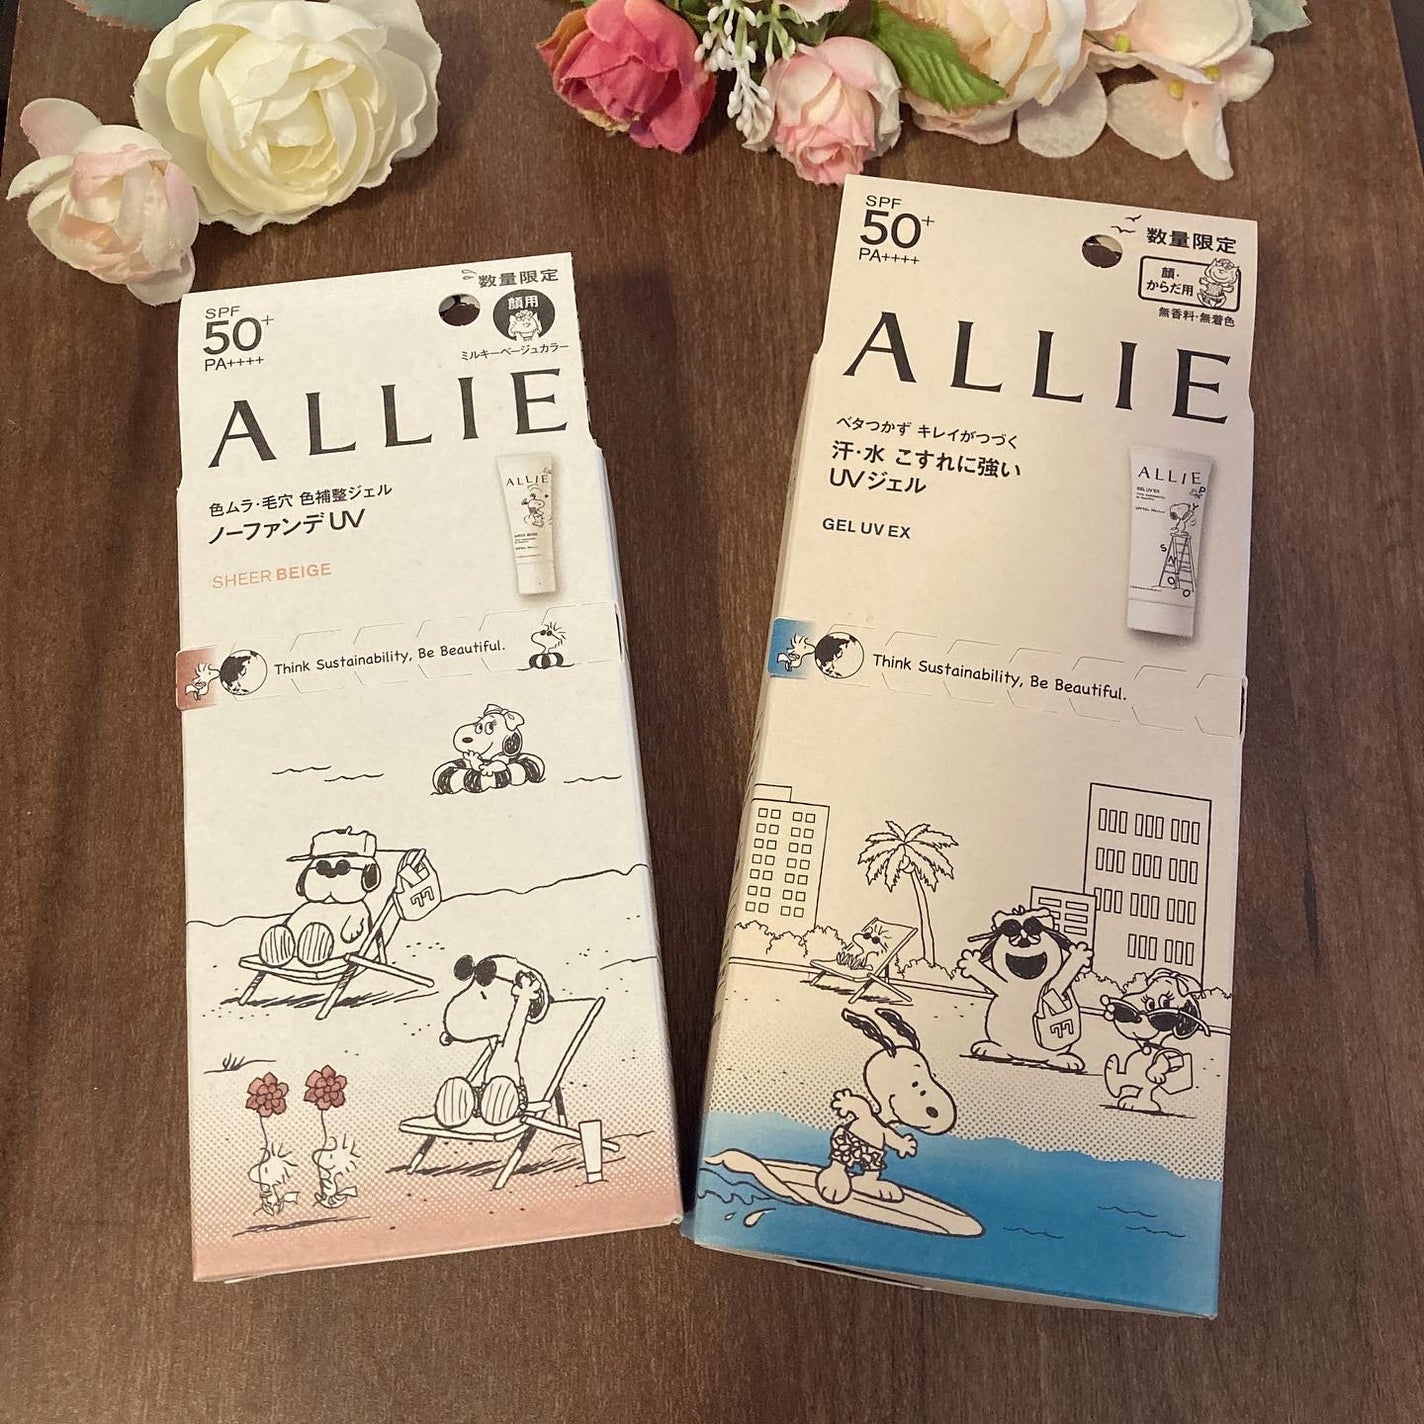 SPF
50+
PA++++
数量限定
顔用
ミルキーベージュカラー
ALLIE
色ムラ・毛穴 色補整ジェル
ノーファンデUV
SHEER BEIGE
ALLIE
Think Sustainability, Be Beautiful.
SPF
50+
PA++++
数量限定
顔・
からだ用
無香料・無着色
ALLIE
ベタつかず キレイがつづく
汗・水 こすれに強い
UVジェル
GEL UV EX
ALLIE
GEL UV EX
Think Sustainability, Be Beautiful.